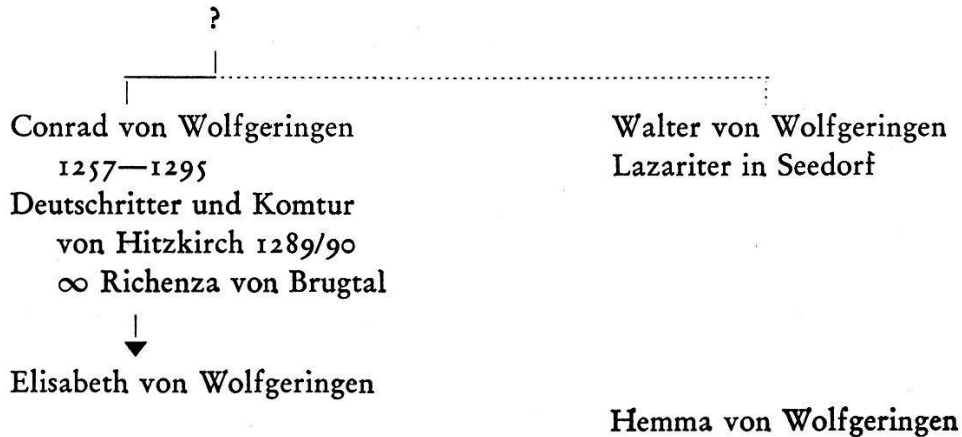 ?
Conrad von Wolfgeringen
1257—1295
Deutschritter und Komtur
von Hitzkirch 1289/90
∞ Richenza von Brugtal
Elisabeth von Wolfgeringen
Walter von Wolfgeringen
Lazariter in Seedorf
Hemma von Wolfgeringen